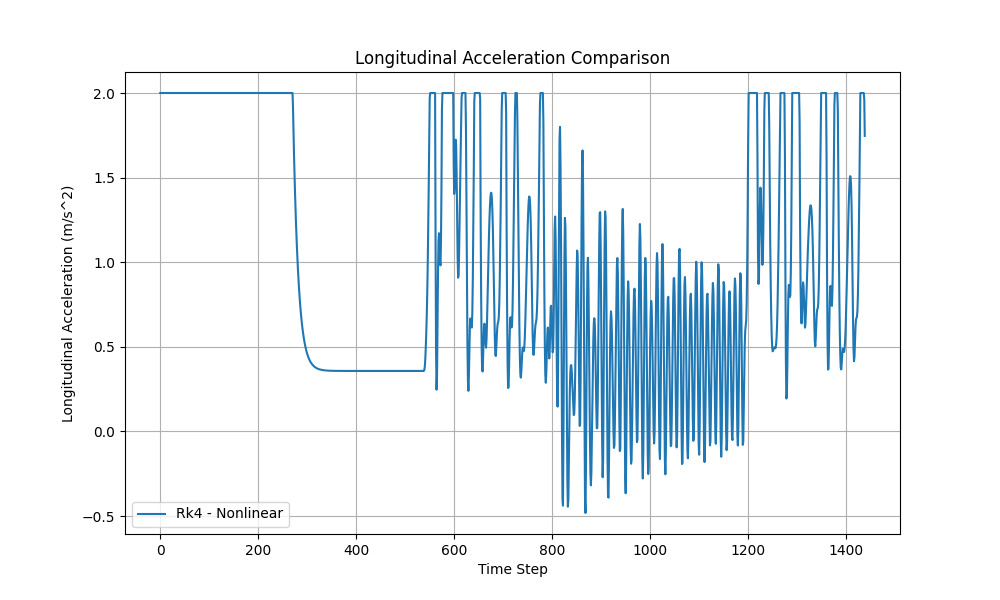 Longitudinal Acceleration Comparison
Longitudinal Acceleration (m/s^2)
2.0
1.5
1.0
0.5
0.0
−0.5
Rk4 - Nonlinear
0 200 400 600 800 1000 1200 1400
Time Step